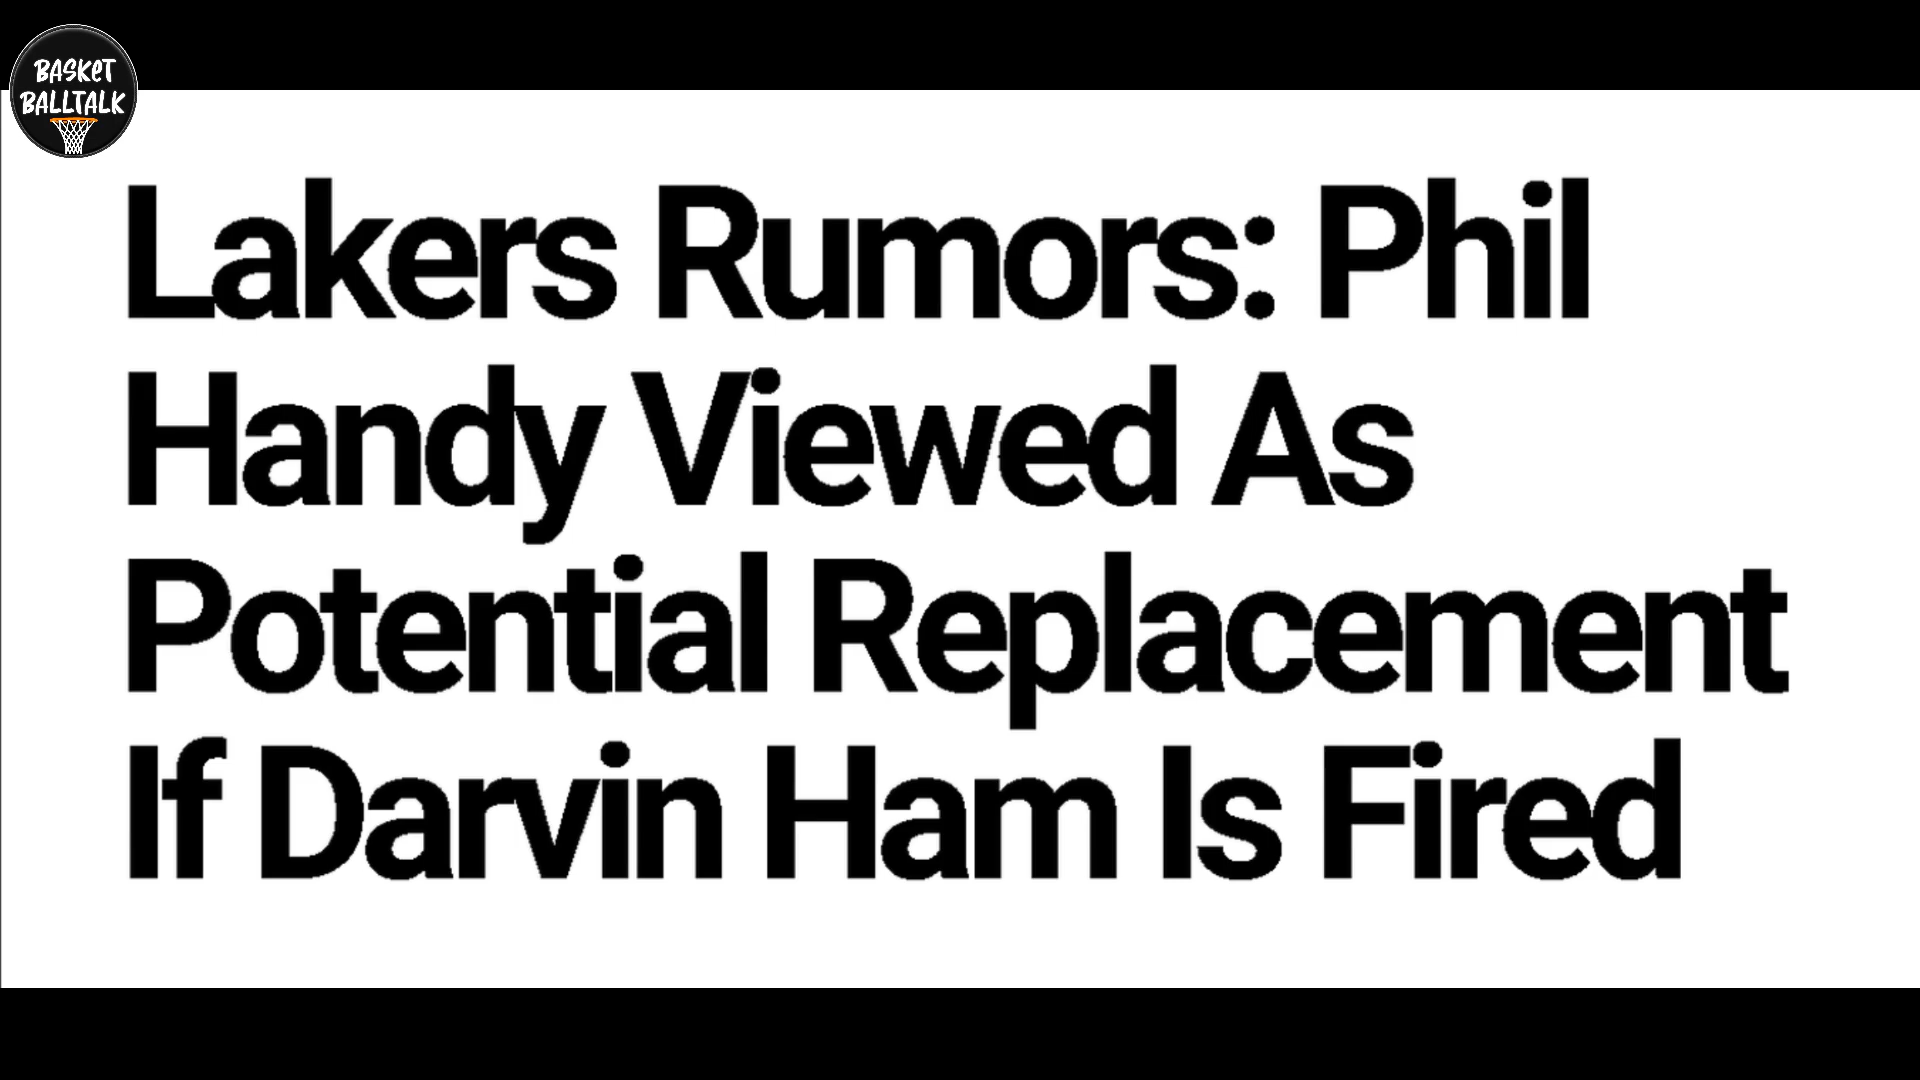 BASKET
BALLTALK
Lakers Rumors: Phil
Handy Viewed As
Potential Replacement
If Darvin Ham Is Fired